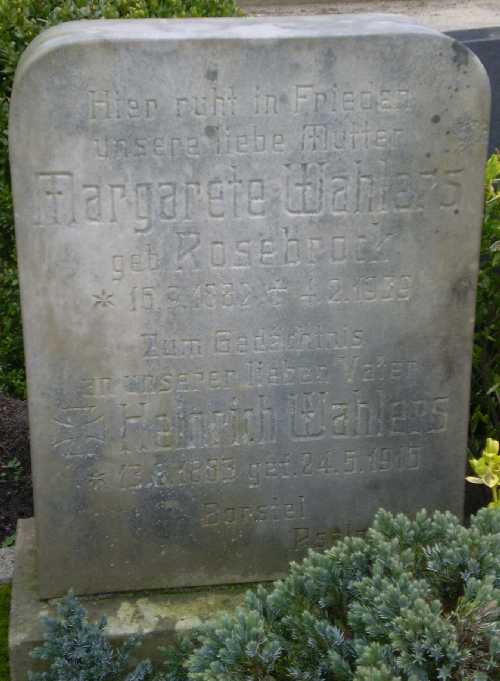 Hier ruht in Frieden
unsere liebe Mutter
Margarete Wahlers
geb. Rosebrock
* 16.9.1882 + 4.2.1939
Zum Gedächtnis
an unseren lieben Vater
Heinrich Wahlers
* 13.8.1883 gef. 24.5.1915
Borstel